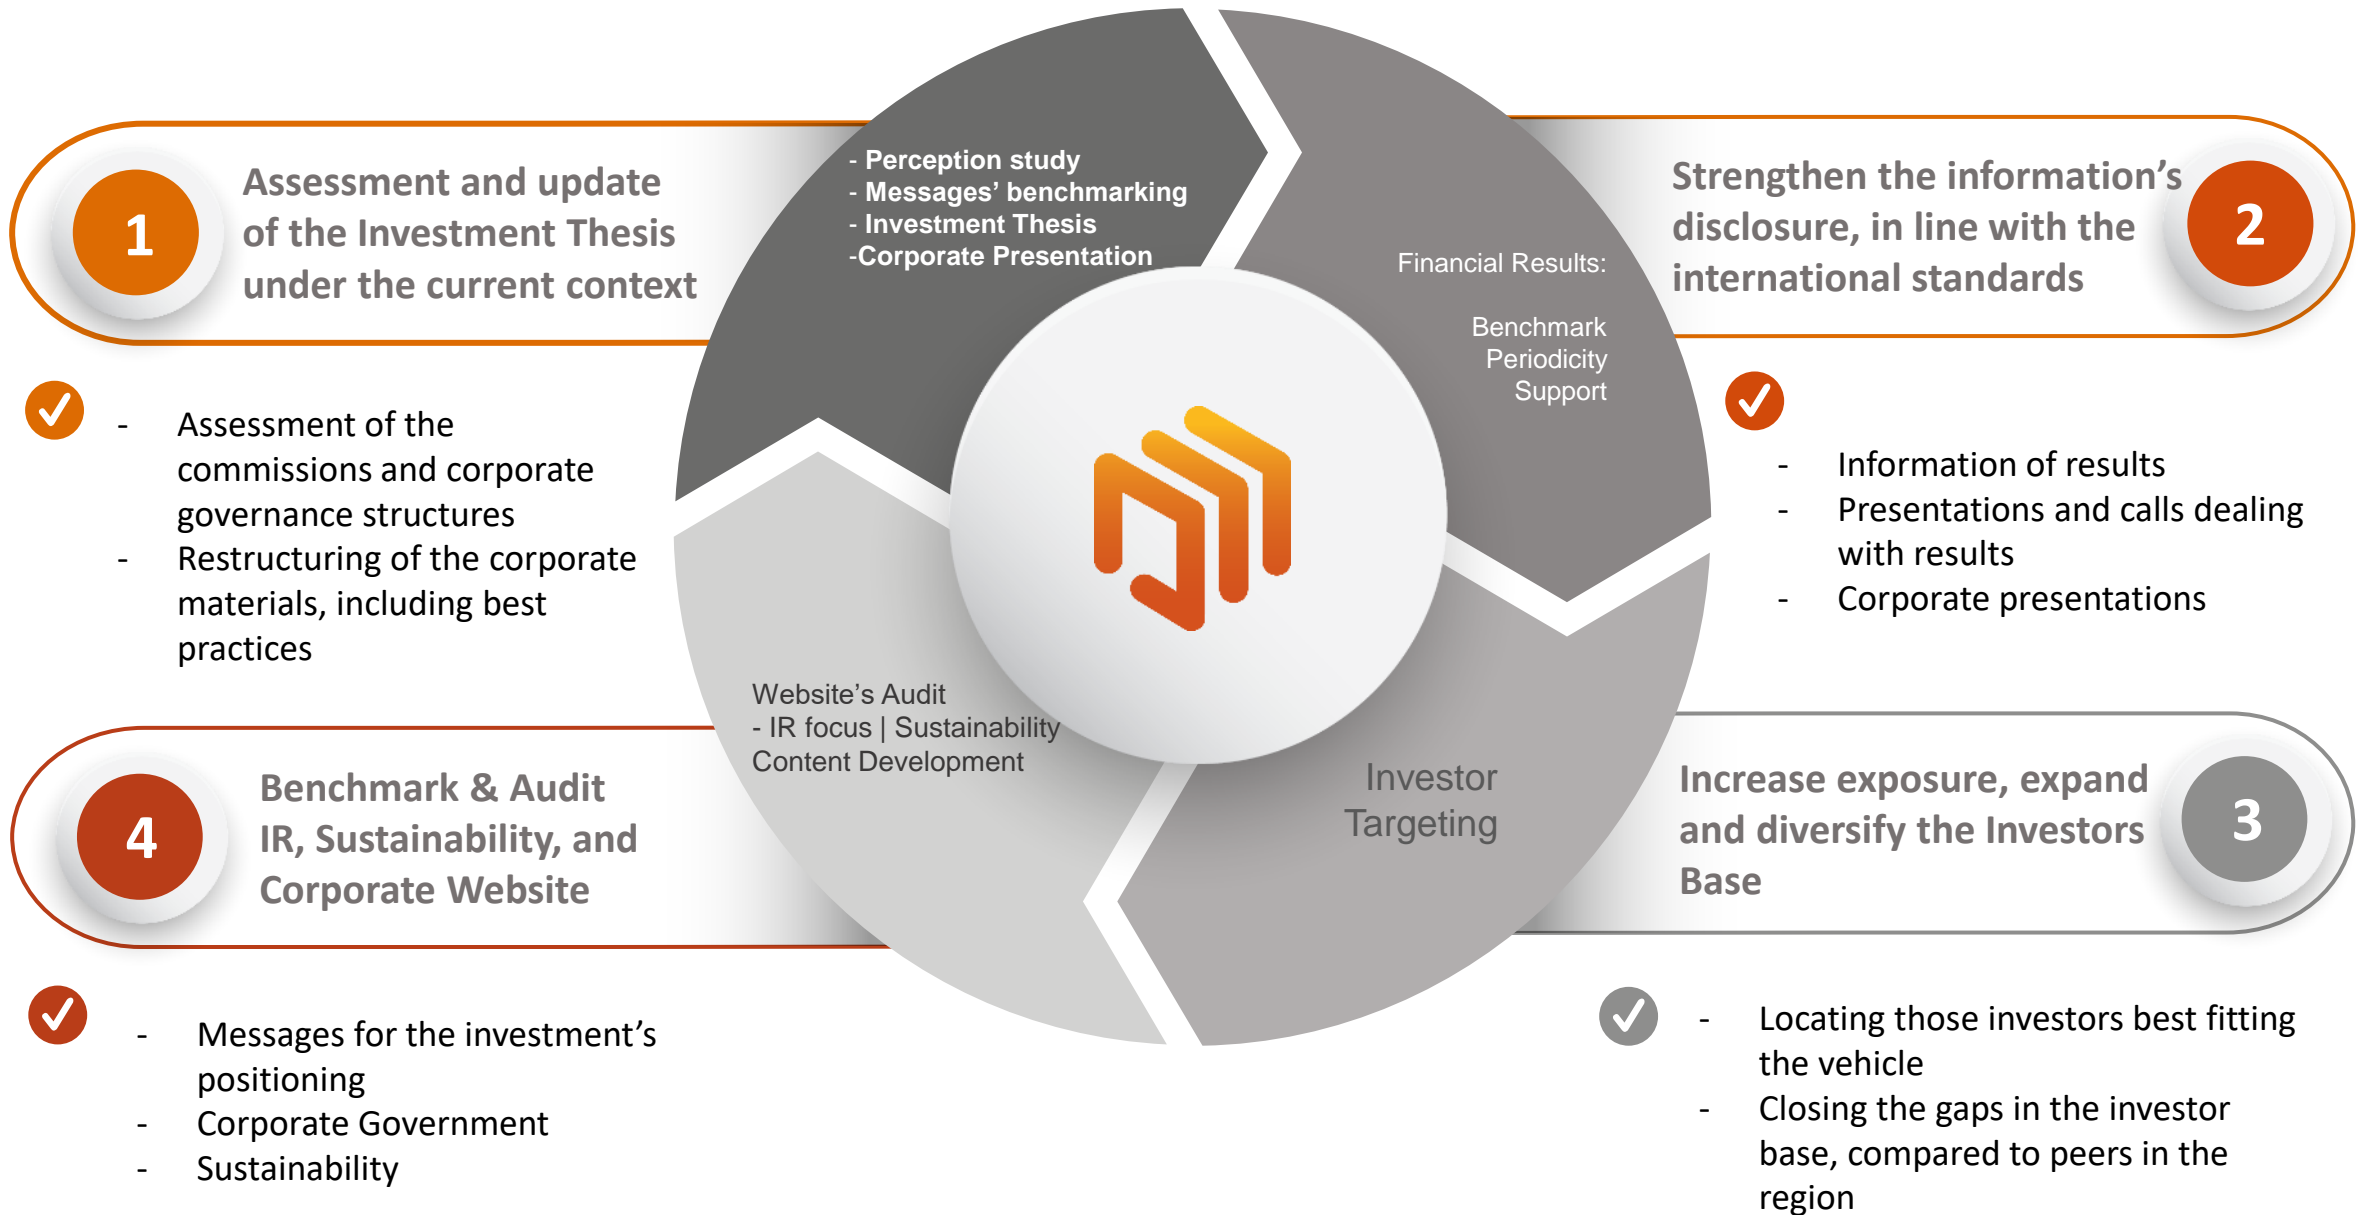 1
Assessment and update
of the Investment Thesis
under the current context
- Assessment of the
commissions and corporate
governance structures
- Restructuring of the corporate
materials, including best
practices
- Perception study
- Messages’ benchmarking
- Investment Thesis
-Corporate Presentation
Financial Results:
Benchmark
Periodicity
Support
Strengthen the information’s
disclosure, in line with the
international standards
2
- Information of results
- Presentations and calls dealing
with results
- Corporate presentations
Website’s Audit
- IR focus | Sustainability
Content Development
Investor
Targeting
4
Benchmark & Audit
IR, Sustainability, and
Corporate Website
- Messages for the investment’s
positioning
- Corporate Government
- Sustainability
Increase exposure, expand
and diversify the Investors
Base
3
- Locating those investors best fitting
the vehicle
- Closing the gaps in the investor
base, compared to peers in the
region